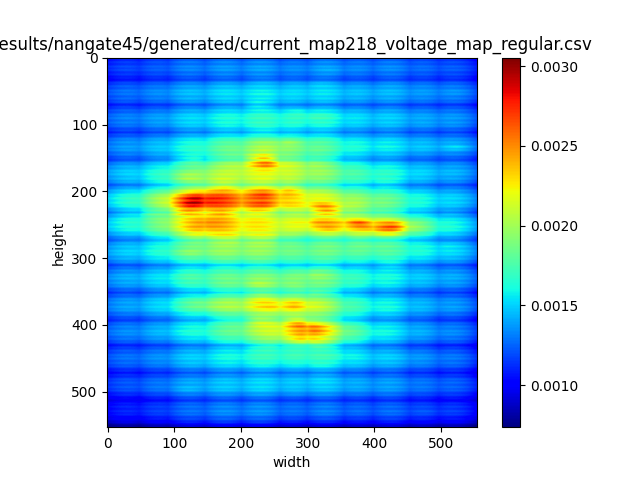 esults/nangate45/generated/current_map218_voltage_map_regular.csv
0
100
200
300
400
500
height
0 100 200 300 400 500
width
0.0030
0.0025
0.0020
0.0015
0.0010